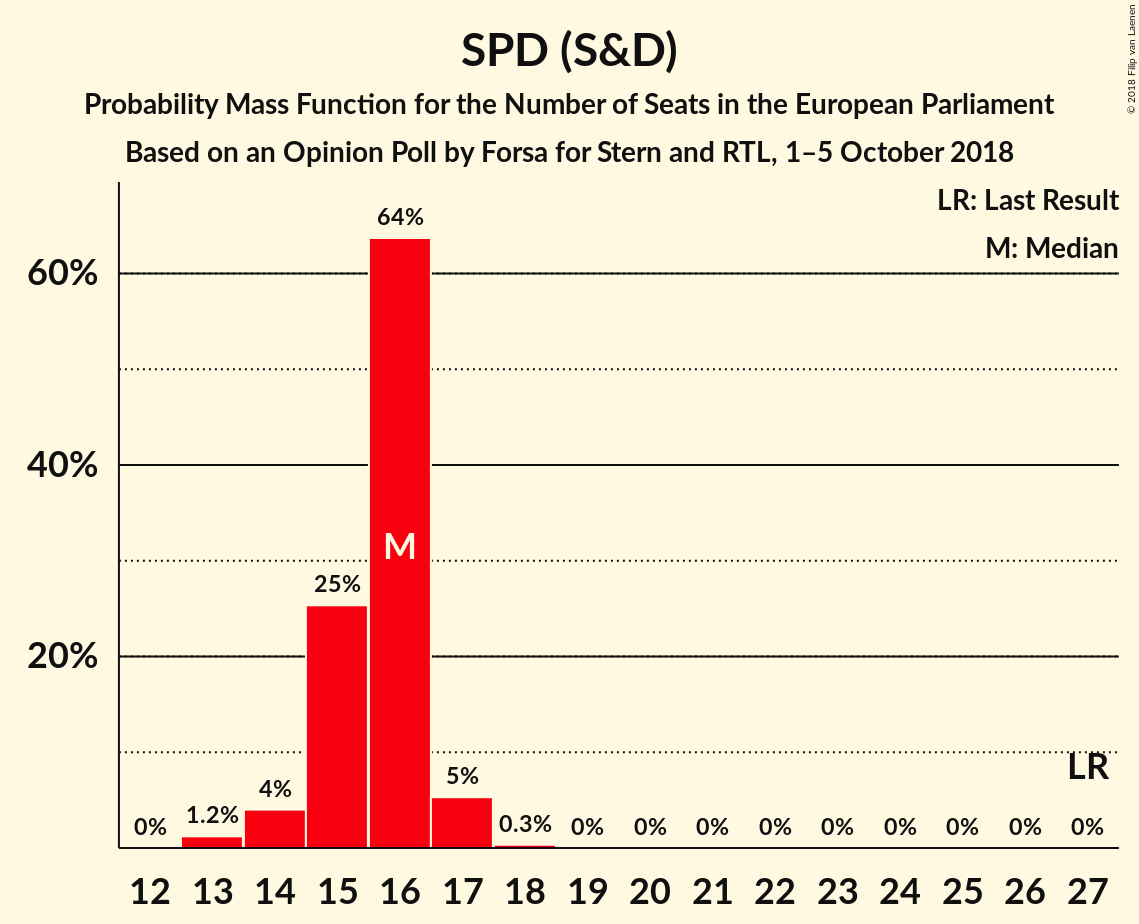 SPD (S&D)
Probability Mass Function for the Number of Seats in the European Parliament
Based on an Opinion Poll by Forsa for Stern and RTL, 1–5 October 2018
© 2018 Filip van Laenen
LR: Last Result
M: Median
60%
40%
20%
0%
1.2%
4%
25%
64%
M
5%
0.3%
0%
0%
0%
0%
0%
0%
0%
0%
0%
LR
12 13 14 15 16 17 18 19 20 21 22 23 24 25 26 27